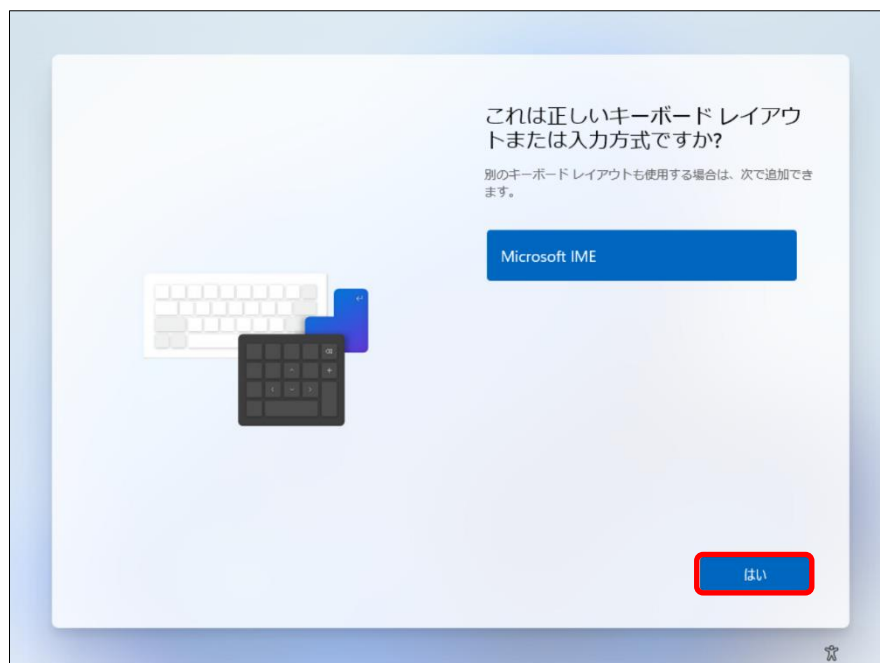 これは正しいキーボード レイアウ
トまたは入力方式ですか?
別のキーボード レイアウトも使用する場合は、次で追加でき
ます。
Microsoft IME
はい